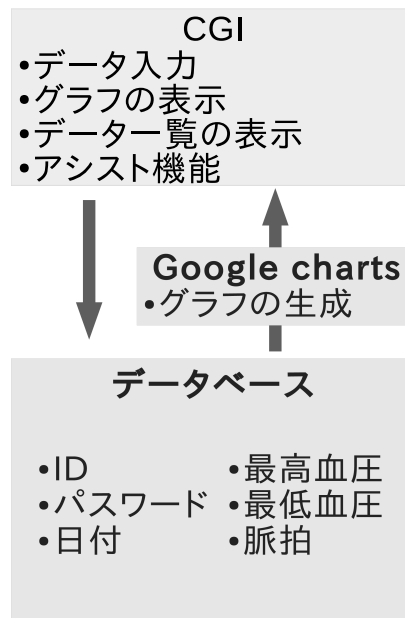 CGI
•データ入力
•グラフの表示
•データ一覧の表示
•アシスト機能
Google charts
•グラフの生成
データベース
•ID
•パスワード
•日付
•最高血圧
•最低血圧
•脈拍